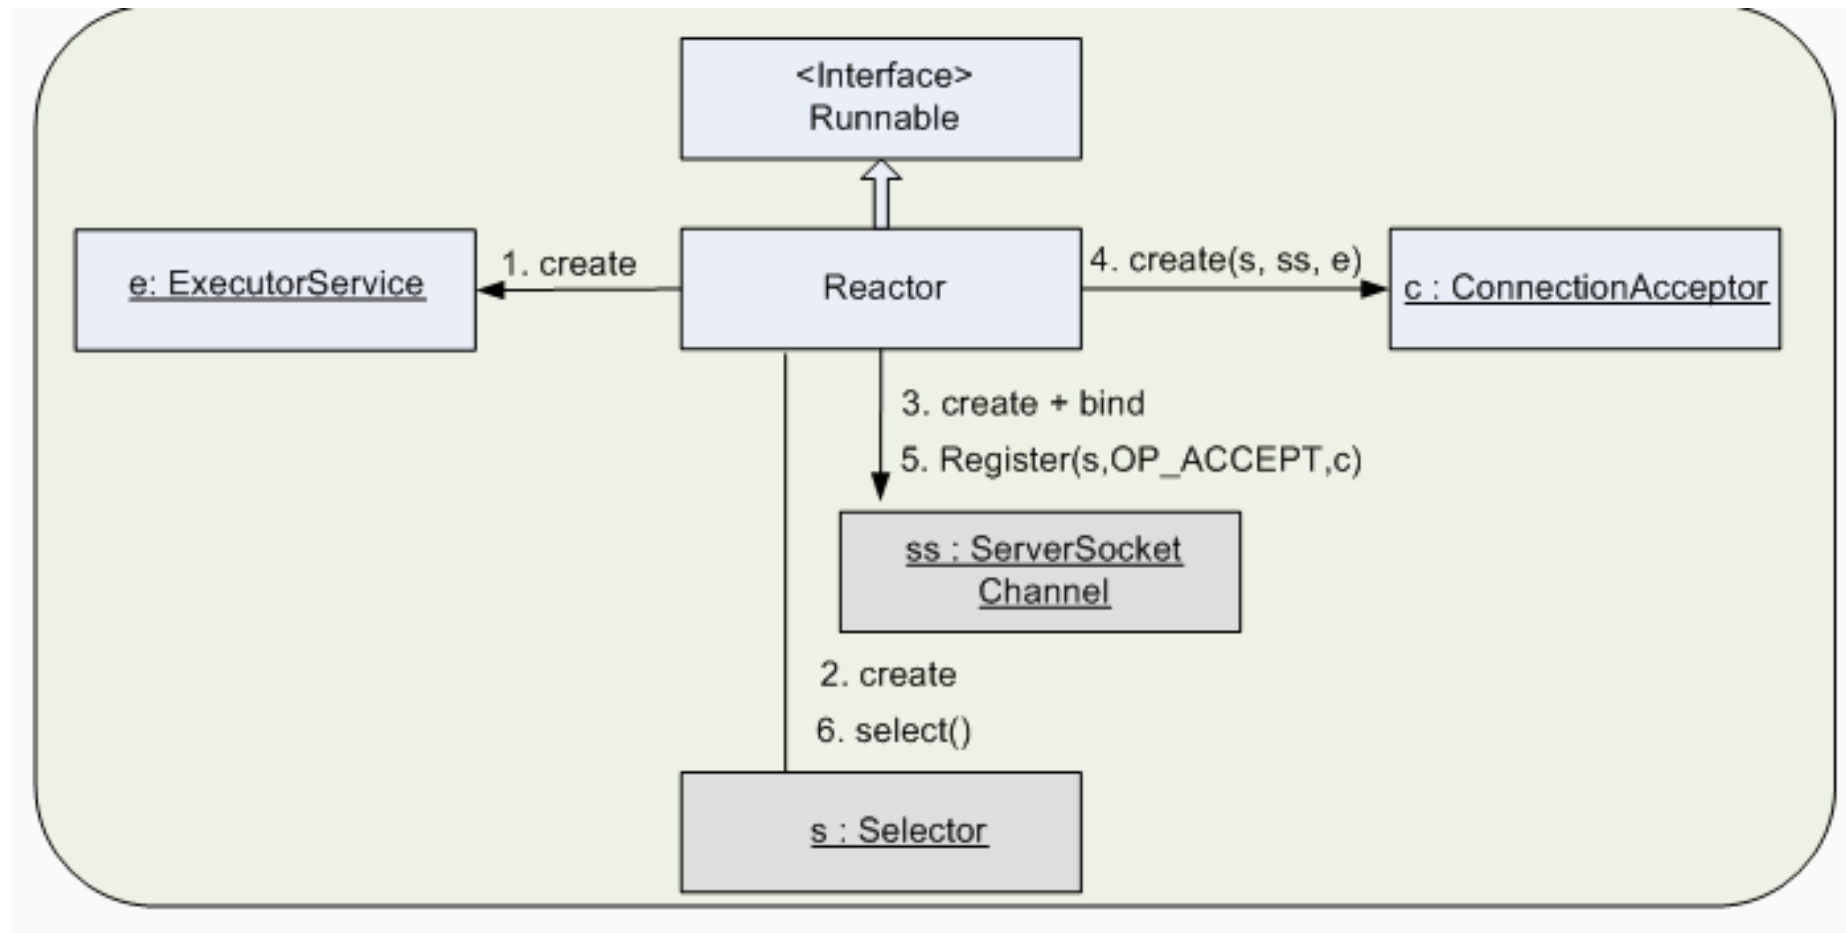 <Interface>
Runnable
e: ExecutorService
1. create
Reactor
4. create(s, ss, e)
c : ConnectionAcceptor
3. create + bind
5. Register(s,OP_ACCEPT,c)
ss : ServerSocket
Channel
2. create
6. select()
s : Selector